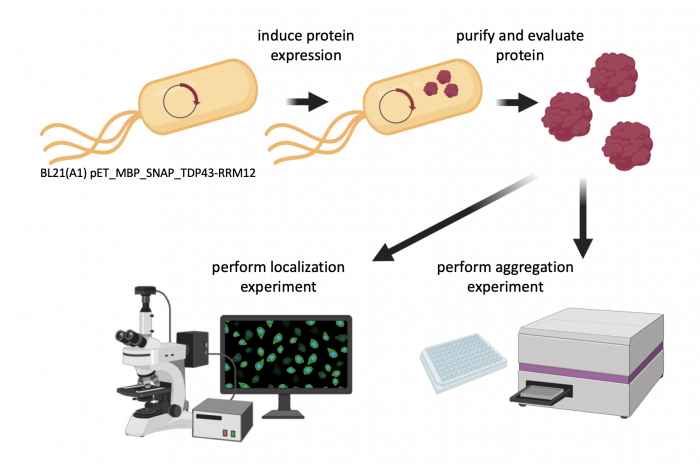 induce protein
expression
purify and evaluate
protein
BL21(A1) pET_MBP_SNAP_TDP43-RRM12
perform localization
experiment
perform aggregation
experiment